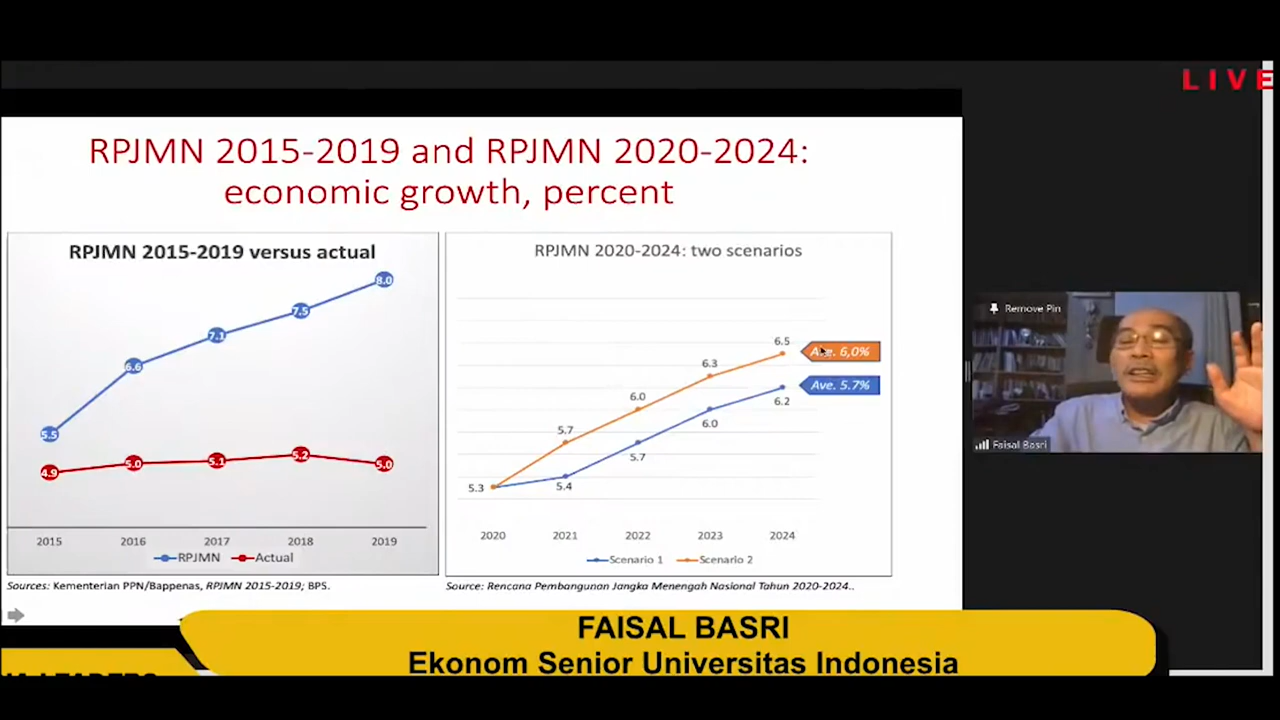 LIVE
RPJMN 2015-2019 and RPJMN 2020-2024:
economic growth, percent
RPJMN 2015-2019 versus actual
8.0
7.5
7.1
6.6
5.5
4.9
5.0
5.1
5.2
5.0
2015 2016 2017 2018 2019
RPJMN Actual
RPJMN 2020-2024: two scenarios
6.5
6.3
6.0
5.7
5.3
5.4
5.7
6.0
6.2
Ave. 6,0%
Ave. 5.7%
2020 2021 2022 2023 2024
Scenario 1 Scenario 2
Sources: Kementerian PPN/Bappenas, RPJMN 2015-2019; BPS.
Source: Rencana Pembangunan Jangka Menengah Nasional Tahun 2020-2024..
Remove Pin
Faisal Basri
FAISAL BASRI
Ekonom Senior Universitas Indonesia